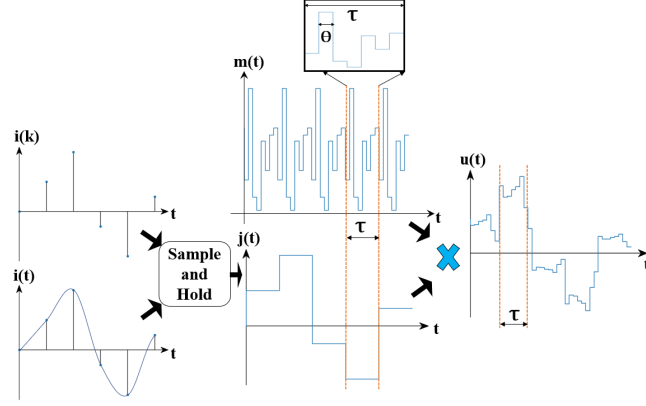 τ
θ
m(t)
t
τ
i(k)
t
i(t)
t
Sample
and
Hold
j(t)
t
u(t)
t
τ